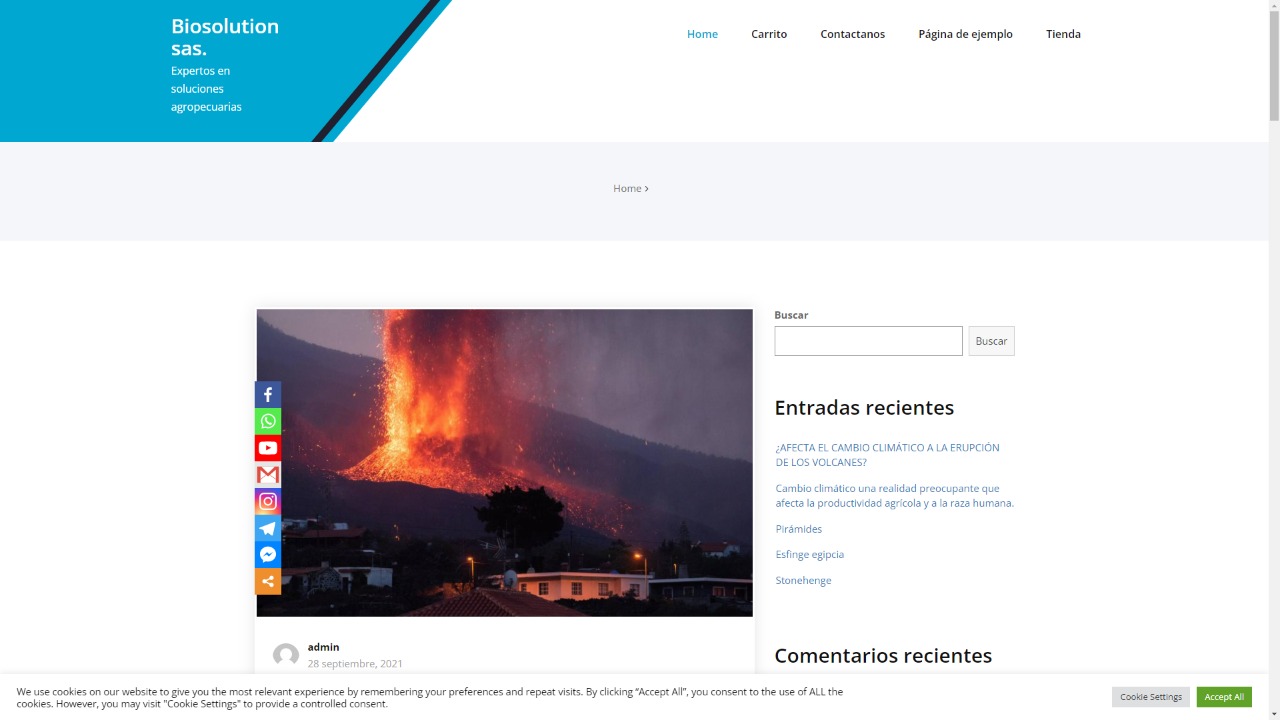 Biosolution
sas.
Expertos en
soluciones
agropecuarias
Home
Carrito
Contactanos
Página de ejemplo
Tienda
Home >
Buscar
Buscar
Entradas recientes
¿AFECTA EL CAMBIO CLIMÁTICO A LA ERUPCIÓN
DE LOS VOLCANES?
Cambio climático una realidad preocupante que
afecta la productividad agrícola y a la raza humana.
Pirámides
Esfinge egipcia
Stonehenge
admin
28 septiembre, 2021
Comentarios recientes
We use cookies on our website to give you the most relevant experience by remembering your preferences and repeat visits. By clicking “Accept All”, you consent to the use of ALL the
cookies. However, you may visit "Cookie Settings" to provide a controlled consent.
Cookie Settings
Accept All